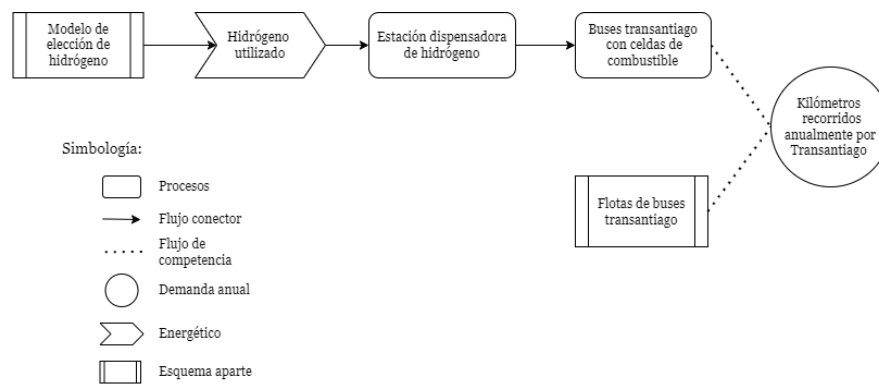 Modelo de
elección de
hidrógeno
Hidrógeno
utilizado
Estación dispensadora
de hidrógeno
Buses transantiago
con celdas de
combustible
Kilómetros
recorridos
anualmente por
Transantiago
Flotas de buses
transantiago
Simbología:
Procesos
Flujo conector
Flujo de
competencia
Demanda anual
Energético
Esquema aparte